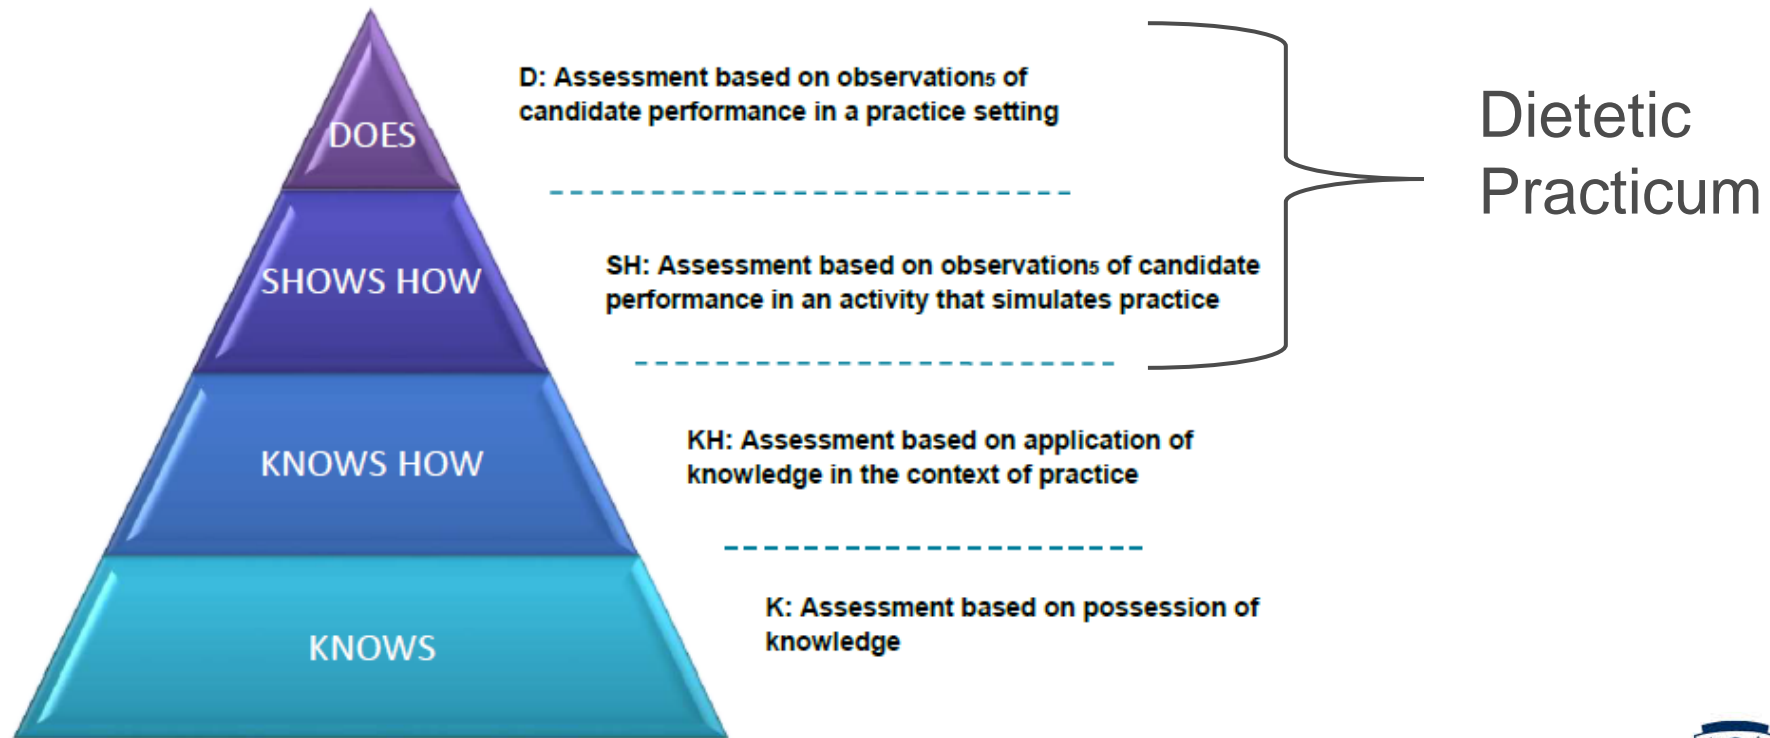 DOES
D: Assessment based on observation5 of
candidate performance in a practice setting
Dietetic
Practicum
SHOWS HOW
SH: Assessment based on observation5 of candidate
performance in an activity that simulates practice
KNOWS HOW
KH: Assessment based on application of
knowledge in the context of practice
KNOWS
K: Assessment based on possession of
knowledge